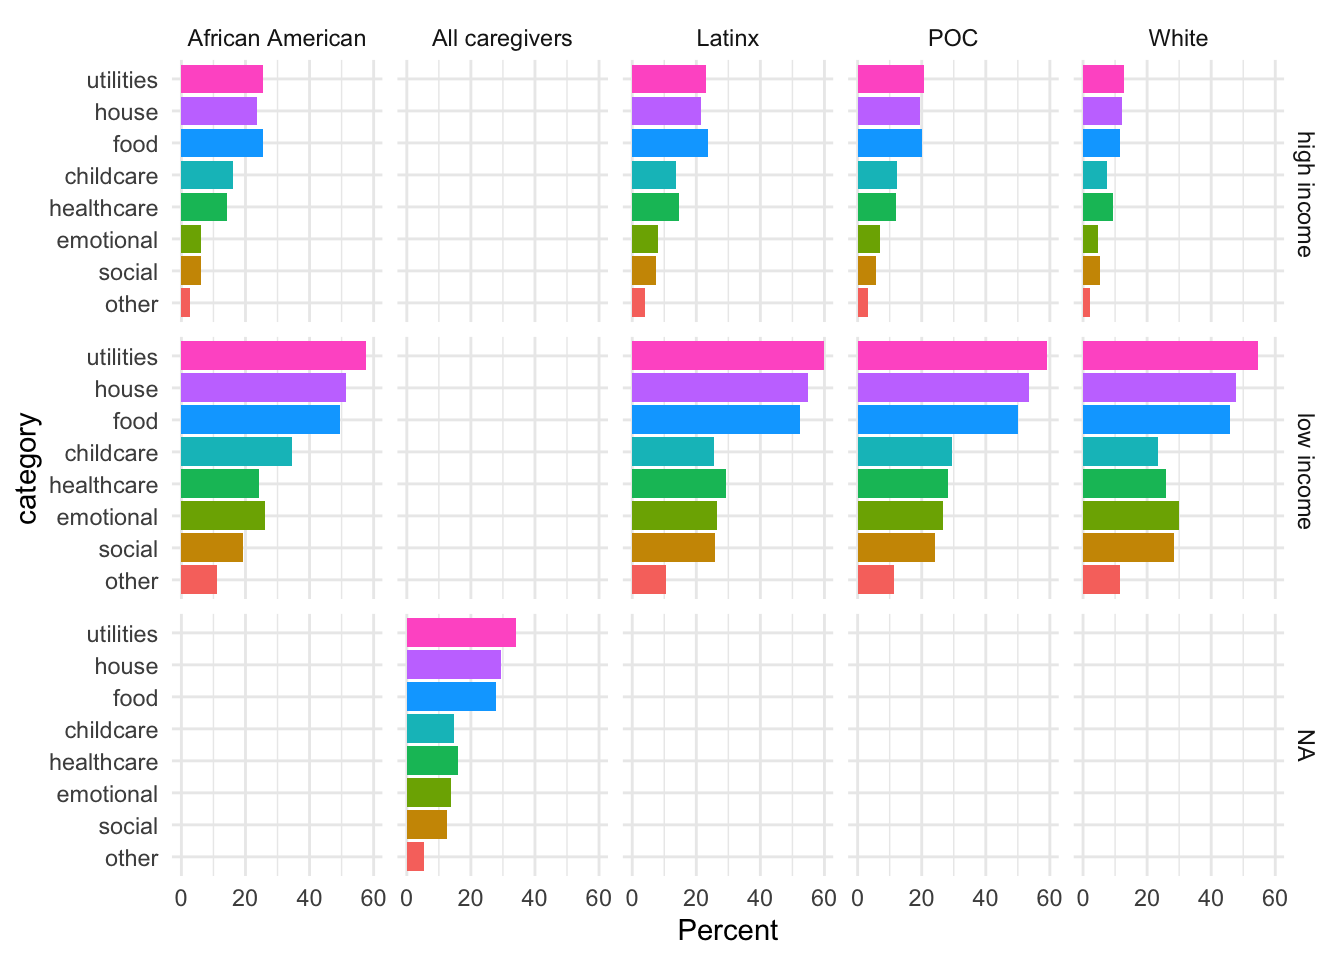 African American All caregivers Latinx POC White
utilities
house
food
childcare
healthcare
emotional
social
other
high income
utilities
house
food
childcare
healthcare
emotional
social
other
low income
utilities
house
food
childcare
healthcare
emotional
social
other
NA
category
0 20 40 60 0 20 40 60 0 20 40 60 0 20 40 60 0 20 40 60
Percent